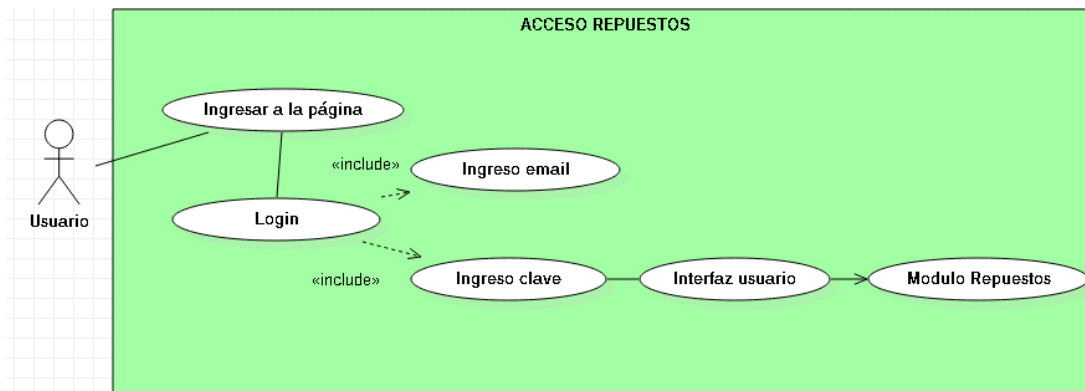 ACCESO REPUESTOS
Ingresar a la página
«include»
Ingreso email
Usuario
Login
«include»
Ingreso clave
Interfaz usuario
Modulo Repuestos